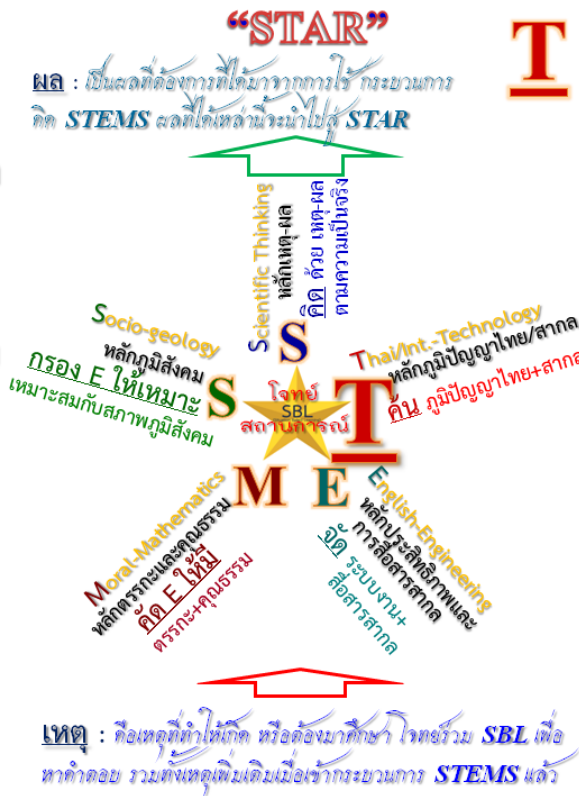 “STAR”
T
ผล : เป็นผลที่ต้องการที่ได้มาจากการใช้ กระบวนการ
คิด STEMS ผลที่ได้เหล่านี้จะนำไปสู่ STAR
Scientific Thinking
หลักเหตุ-ผล
คิด ด้วย เหตุ-ผล
ตามความเป็นจริง
S
Socio-geology
หลักภูมิสังคม
กรอง E ให้เหมาะ
เหมาะสมกับสภาพภูมิสังคม
S
Thai/Int.-Technology
หลักภูมิปัญญาไทย/สากล
ค้น ภูมิปัญญาไทย+สากล
T
โจทย์
SBL
สถานการณ์
M
E
Moral-Mathematics
หลักตรรกะและคุณธรรม
คัด E ให้มี
ตรรกะ+คุณธรรม
English-Engineering
หลักประสิทธิภาพและ
การสื่อสารสากล
จัด ระบบงาน+
สื่อสารสากล
เหตุ : คือเหตุที่ทำให้เกิด หรือต้องมาศึกษา โจทย์ร่วม SBL เพื่อ
หาคำตอบ รวมทั้งเหตุเพิ่มเติมเมื่อเข้ากระบวนการ STEMS แล้ว